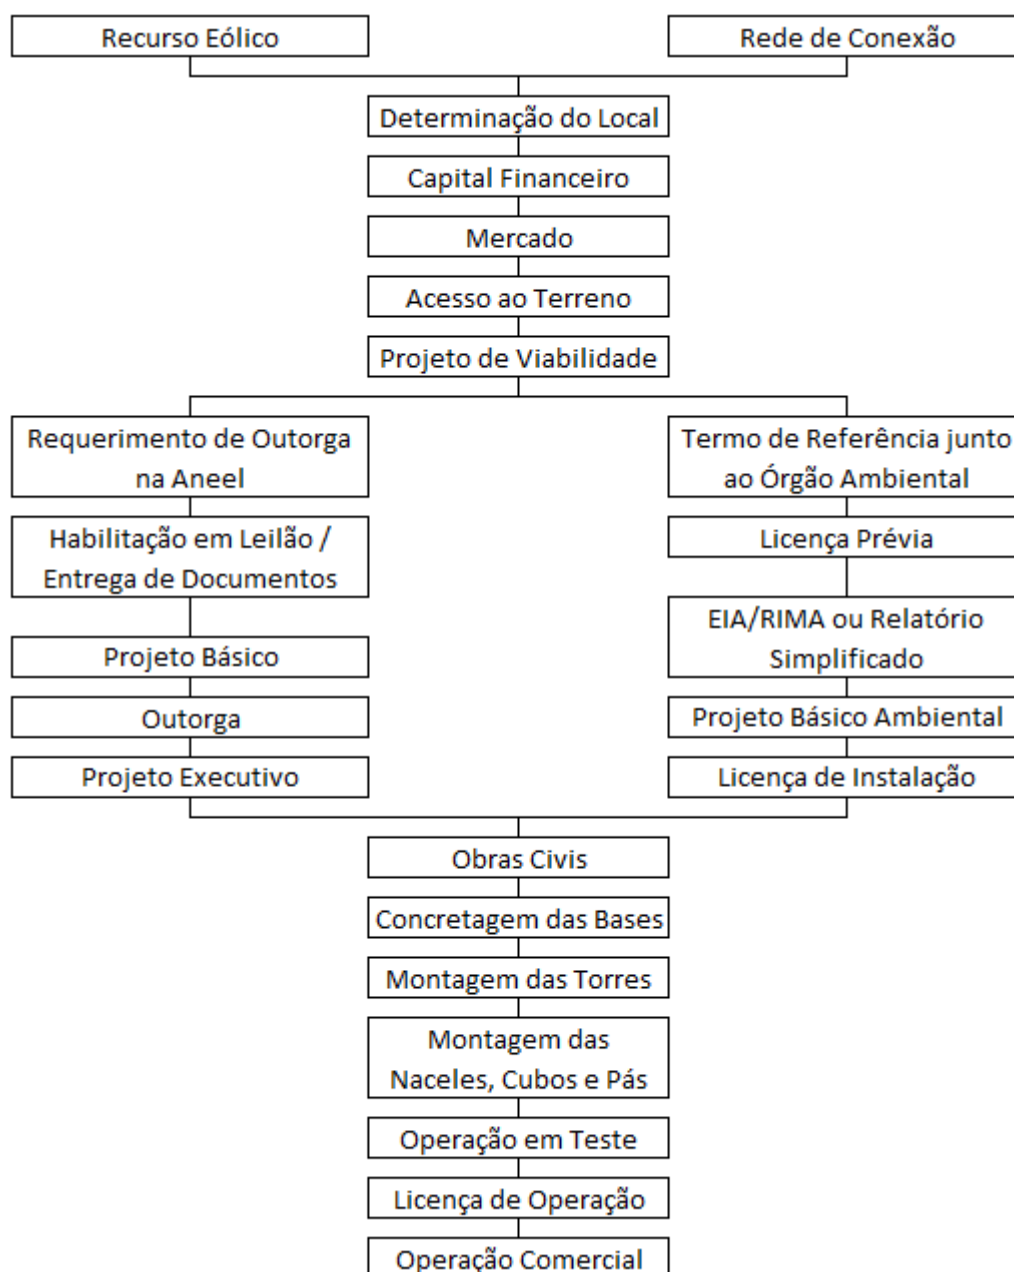 Recurso Eólico
Rede de Conexão
Determinação do Local
Capital Financeiro
Mercado
Acesso ao Terreno
Projeto de Viabilidade
Requerimento de Outorga
na Aneel
Termo de Referência junto
ao Órgão Ambiental
Habilitação em Leilão /
Entrega de Documentos
Licença Prévia
EIA/RIMA ou Relatório
Simplificado
Projeto Básico
Outorga
Projeto Básico Ambiental
Projeto Executivo
Licença de Instalação
Obras Civis
Concretagem das Bases
Montagem das Torres
Montagem das
Naceles, Cubos e Pás
Operação em Teste
Licença de Operação
Operação Comercial